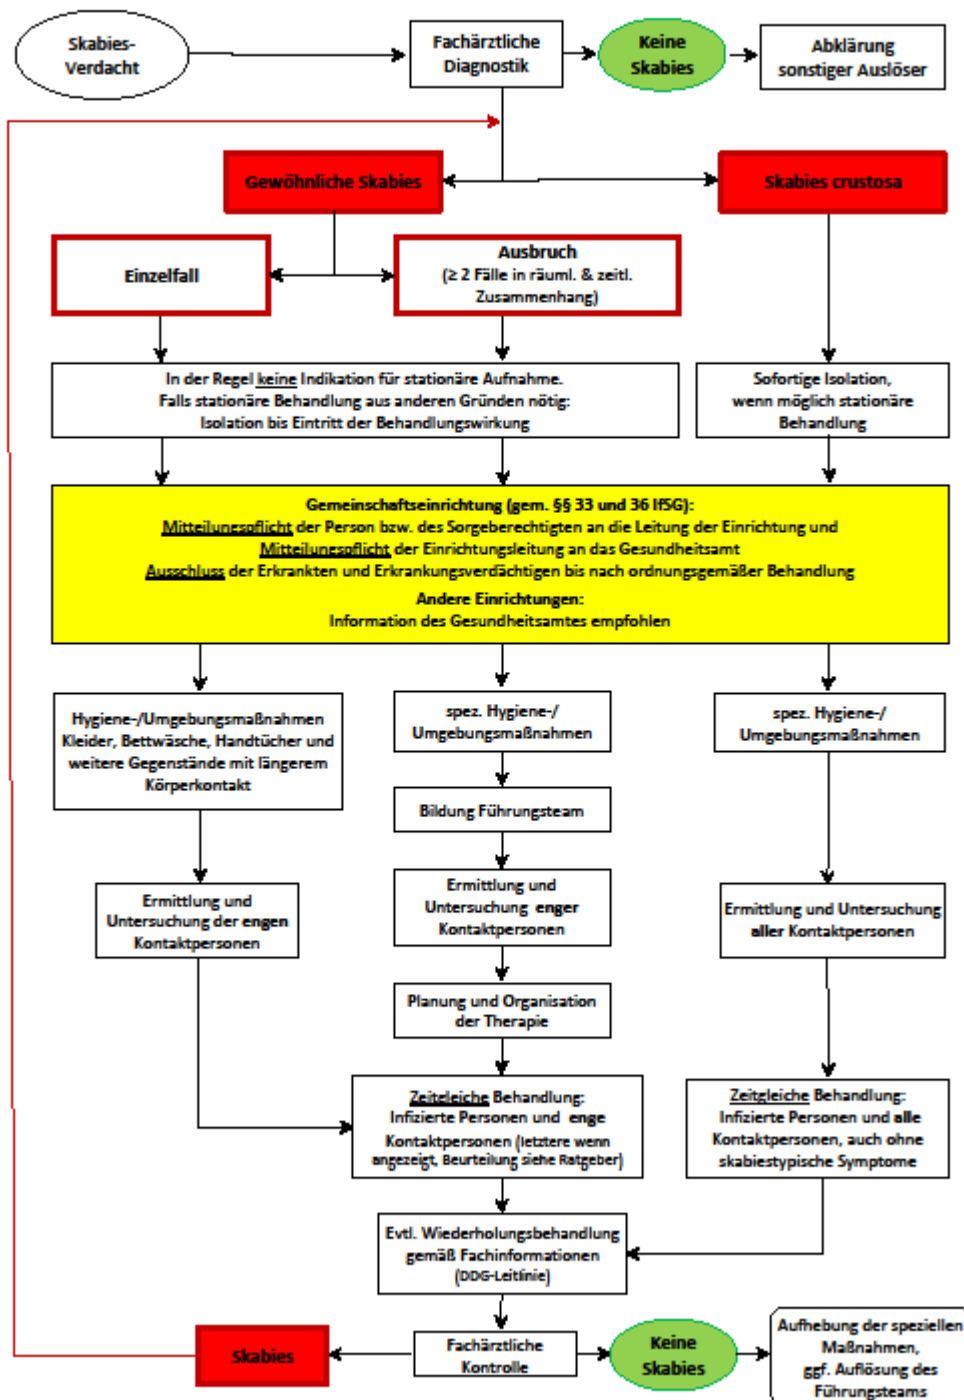 Skabies-
Verdacht
Fachärztliche
Diagnostik
Keine
Skabies
Abklärung
sonstiger Auslöser
Gewöhnliche Skabies
Skabies crustosa
Einzelfall
Ausbruch
(≥ 2 Fälle in räuml. & zeitl.
Zusammenhang)
In der Regel keine Indikation für stationäre Aufnahme.
Falls stationäre Behandlung aus anderen Gründen nötig:
Isolation bis Eintritt der Behandlungswirkung
Sofortige Isolation,
wenn möglich stationäre
Behandlung
Gemeinschaftseinrichtung (gem. §§ 33 und 36 IfSG):
Mitteilungspflicht der Person bzw. des Sorgeberechtigten an die Leitung der Einrichtung und
Mitteilungspflicht der Einrichtungsleitung an das Gesundheitsamt
Ausschluss der Erkrankten und Erkrankungsverdächtigen bis nach ordnungsgemäßer Behandlung
Andere Einrichtungen:
Information des Gesundheitsamtes empfohlen
Hygiene-/Umgebungsmaßnahmen
Kleider, Bettwäsche, Handtücher und
weitere Gegenstände mit längerem
Körperkontakt
spez. Hygiene-/
Umgebungsmaßnahmen
spez. Hygiene-/
Umgebungsmaßnahmen
Bildung Führungsteam
Ermittlung und
Untersuchung der engen
Kontaktpersonen
Ermittlung und
Untersuchung enger
Kontaktpersonen
Ermittlung und Untersuchung
aller Kontaktpersonen
Planung und Organisation
der Therapie
Zeitgleiche Behandlung:
Infizierte Personen und enge
Kontaktpersonen (letztere wenn
angezeigt, Beurteilung siehe Ratgeber)
Zeitgleiche Behandlung:
Infizierte Personen und alle
Kontaktpersonen, auch ohne
skabiestypische Symptome
Evtl. Wiederholungsbehandlung
gemäß Fachinformationen
(DDG-Leitlinie)
Skabies
Fachärztliche
Kontrolle
Keine
Skabies
Aufhebung der speziellen
Maßnahmen,
ggf. Auflösung des
Führungsteams